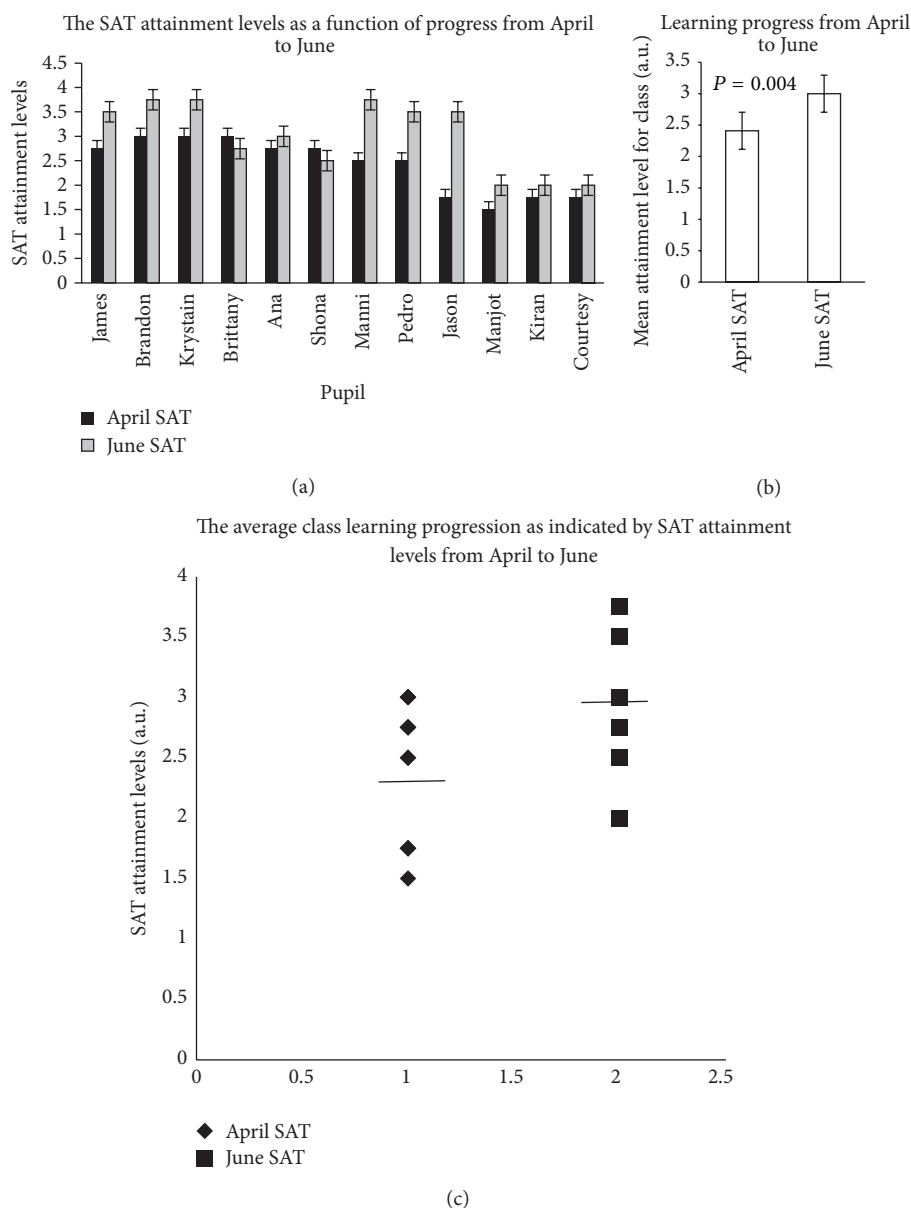 The SAT attainment levels as a function of progress from April
to June
SAT attainment levels
4.5
4
3.5
3
2.5
2
1.5
1
0.5
0
James
Brandon
Krystain
Brittany
Ana
Shona
Manni
Pedro
Jason
Manjot
Kiran
Courtesy
Pupil
April SAT
June SAT
(a)
Learning progress from April
to June
Mean attainment level for class (a.u.)
3.5
3
2.5
2
1.5
1
0.5
0
P = 0.004
April SAT
June SAT
(b)
The average class learning progression as indicated by SAT attainment
levels from April to June
SAT attainment levels (a.u.)
4
3.5
3
2.5
2
1.5
1
0.5
0
0 0.5 1 1.5 2 2.5
April SAT
June SAT
(c)